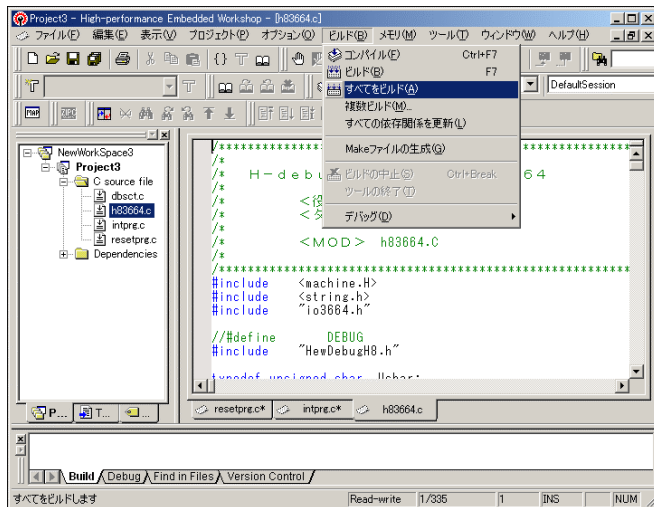 Project3 - High-performance Embedded Workshop - [h83664.c]
ファイル(F) 編集(E) 表示(V) プロジェクト(P) オプション(O) ビルド(B) メモリ(M) ツール(T) ウィンドウ(W) ヘルプ(H)
コンパイル(F) Ctrl+F7
ビルド(B) F7
すべてをビルド(A)
複数ビルド(M)...
すべての依存関係を更新(L)
Makeファイルの生成(G)
ビルドの中止(S) Ctrl+Break
ツールの終了(T)
デバッグ(D)
DefaultSession
NewWorkSpace3
Project3
C source file
dbsct.c
h83664.c
intprg.c
resetprg.c
Dependencies
/*
/* H-debu 64
/* <役
/* <タ
/*
/* <MOD> h83664.C
/*
#include <machine.H>
#include <string.h>
#include "io3664.h"
//#define DEBUG
#include "HewDebugH8.h"
typedef unsigned char Uchar;
P... T... ...
resetprg.c* intprg.c* h83664.c
Build Debug Find in Files Version Control
すべてをビルドします Read-write 1/335 1 INS NUM